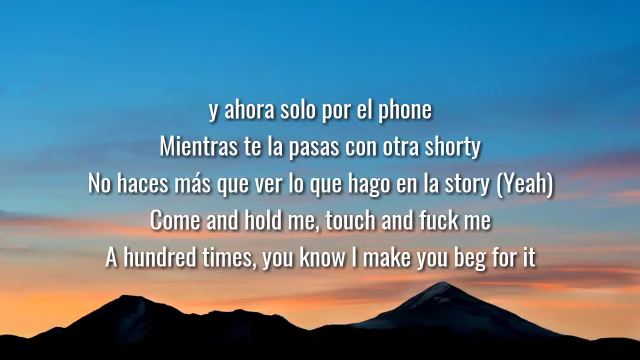 y ahora solo por el phone
Mientras te la pasas con otra shorty
No haces más que ver lo que hago en la story (Yeah)
Come and hold me, touch and fuck me
A hundred times, you know I make you beg for it